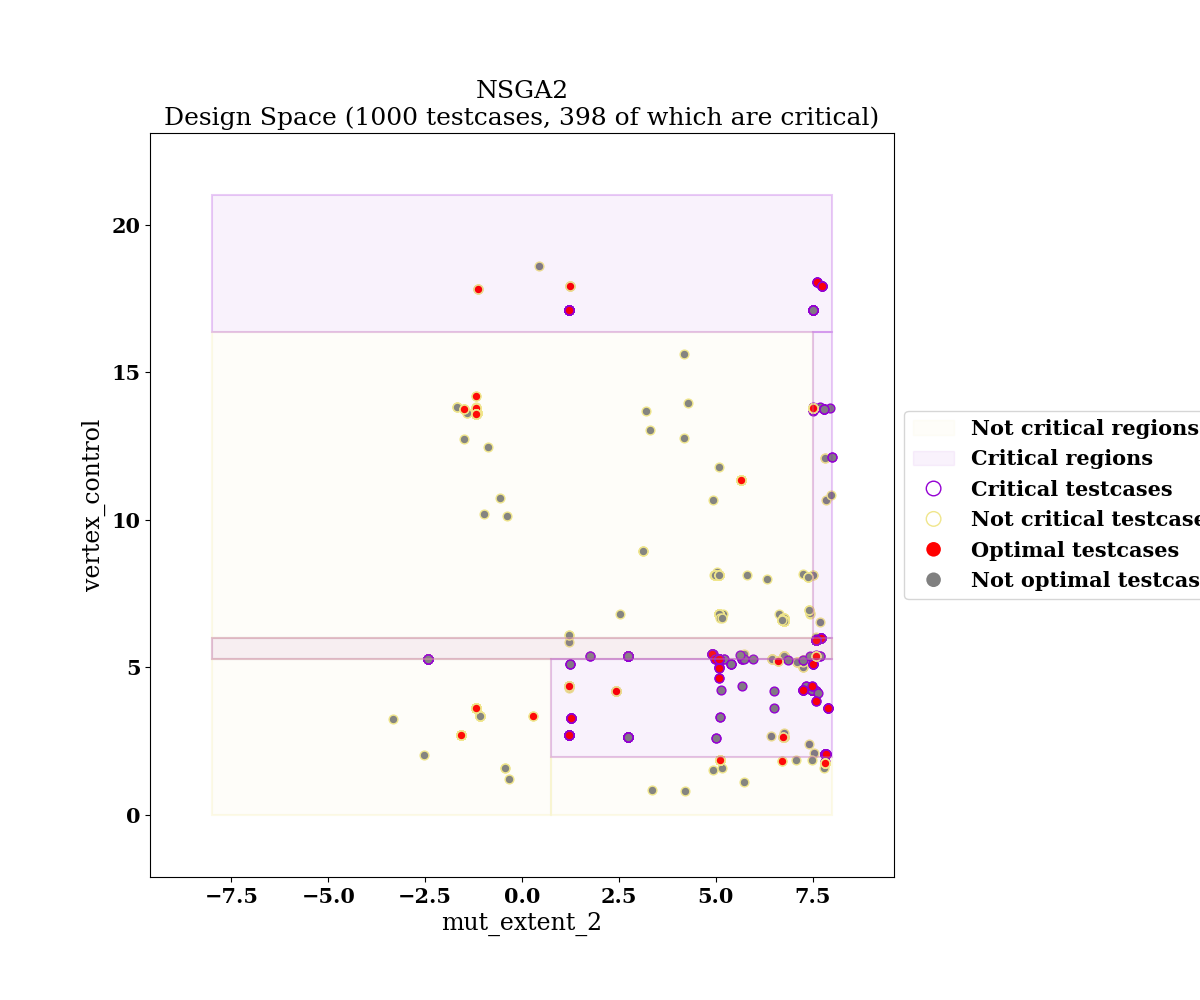 NSGA2
Design Space (1000 testcases, 398 of which are critical)
20
15
10
5
0
vertex_control
−7.5 −5.0 −2.5 0.0 2.5 5.0 7.5
mut_extent_2
Not critical regions
Critical regions
Critical testcases
Not critical testcase
Optimal testcases
Not optimal testcas